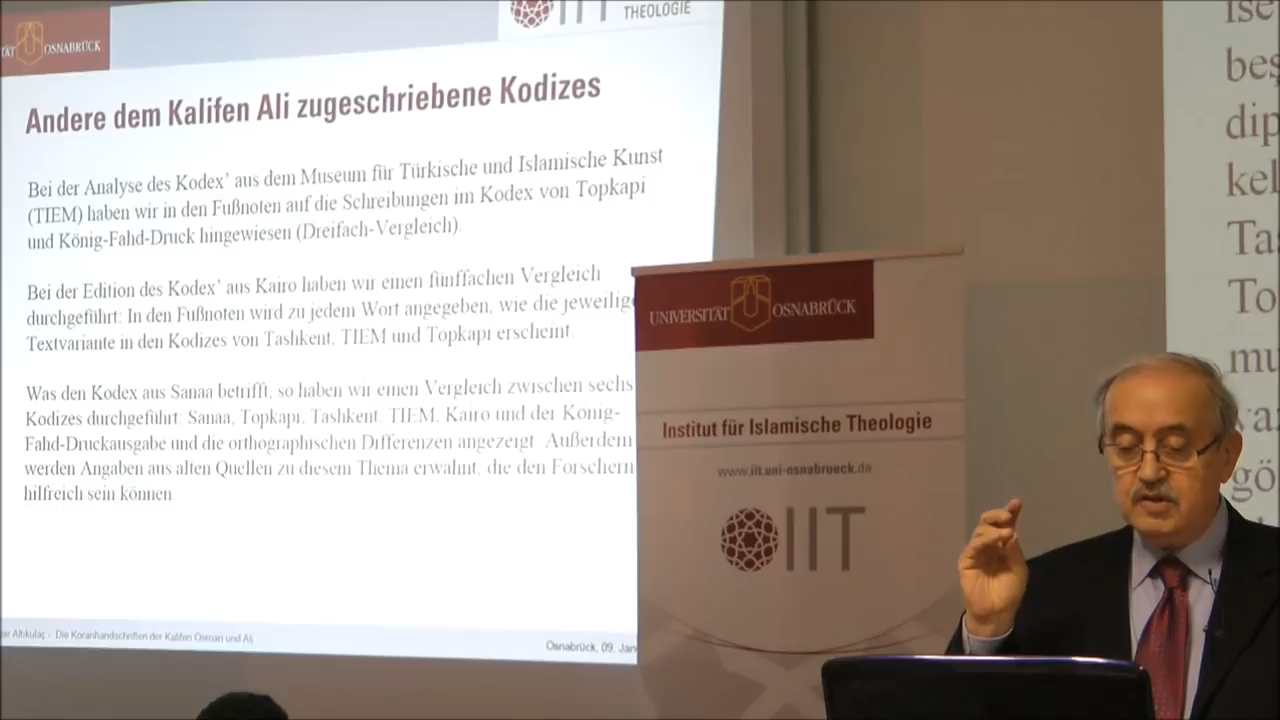 OSNABRÜCK
THEOLOGIE
Andere dem Kalifen Ali zugeschriebene Kodizes
Bei der Analyse des Kodex’ aus dem Museum für Türkische und Islamische Kunst
(TIEM) haben wir in den Fußnoten auf die Schreibungen im Kodex von Topkapi
und König-Fahd-Druck hingewiesen (Dreifach-Vergleich).
Bei der Edition des Kodex’ aus Kairo haben wir einen fünffachen Vergleich
durchgeführt: In den Fußnoten wird zu jedem Wort angegeben, wie die jeweilige
Textvariante in den Kodizes von Tashkent, TIEM und Topkapi erscheint.
Was den Kodex aus Sanaa betrifft, so haben wir einen Vergleich zwischen sechs
Kodizes durchgeführt: Sanaa, Topkapi, Tashkent, TIEM, Kairo und der König-
Fahd-Druckausgabe und die orthographischen Differenzen angezeigt. Außerdem
werden Angaben aus alten Quellen zu diesem Thema erwähnt, die den Forschern
hilfreich sein können.
Altıkulaç - Die Koranhandschriften der Kalifen Osman und Ali
Osnabrück, 09. Jan
UNIVERSITÄT OSNABRÜCK
Institut für Islamische Theologie
www.iit.uni-osnabrueck.de
IIT
bes
dip
kel
Ta
To
mu
gö